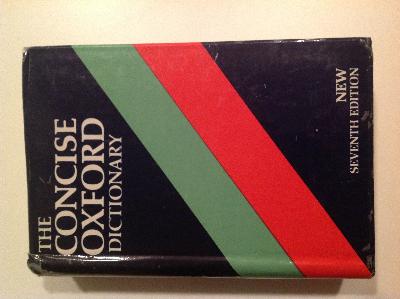 THE
CONCISE
OXFORD
DICTIONARY
NEW
SEVENTH EDITION